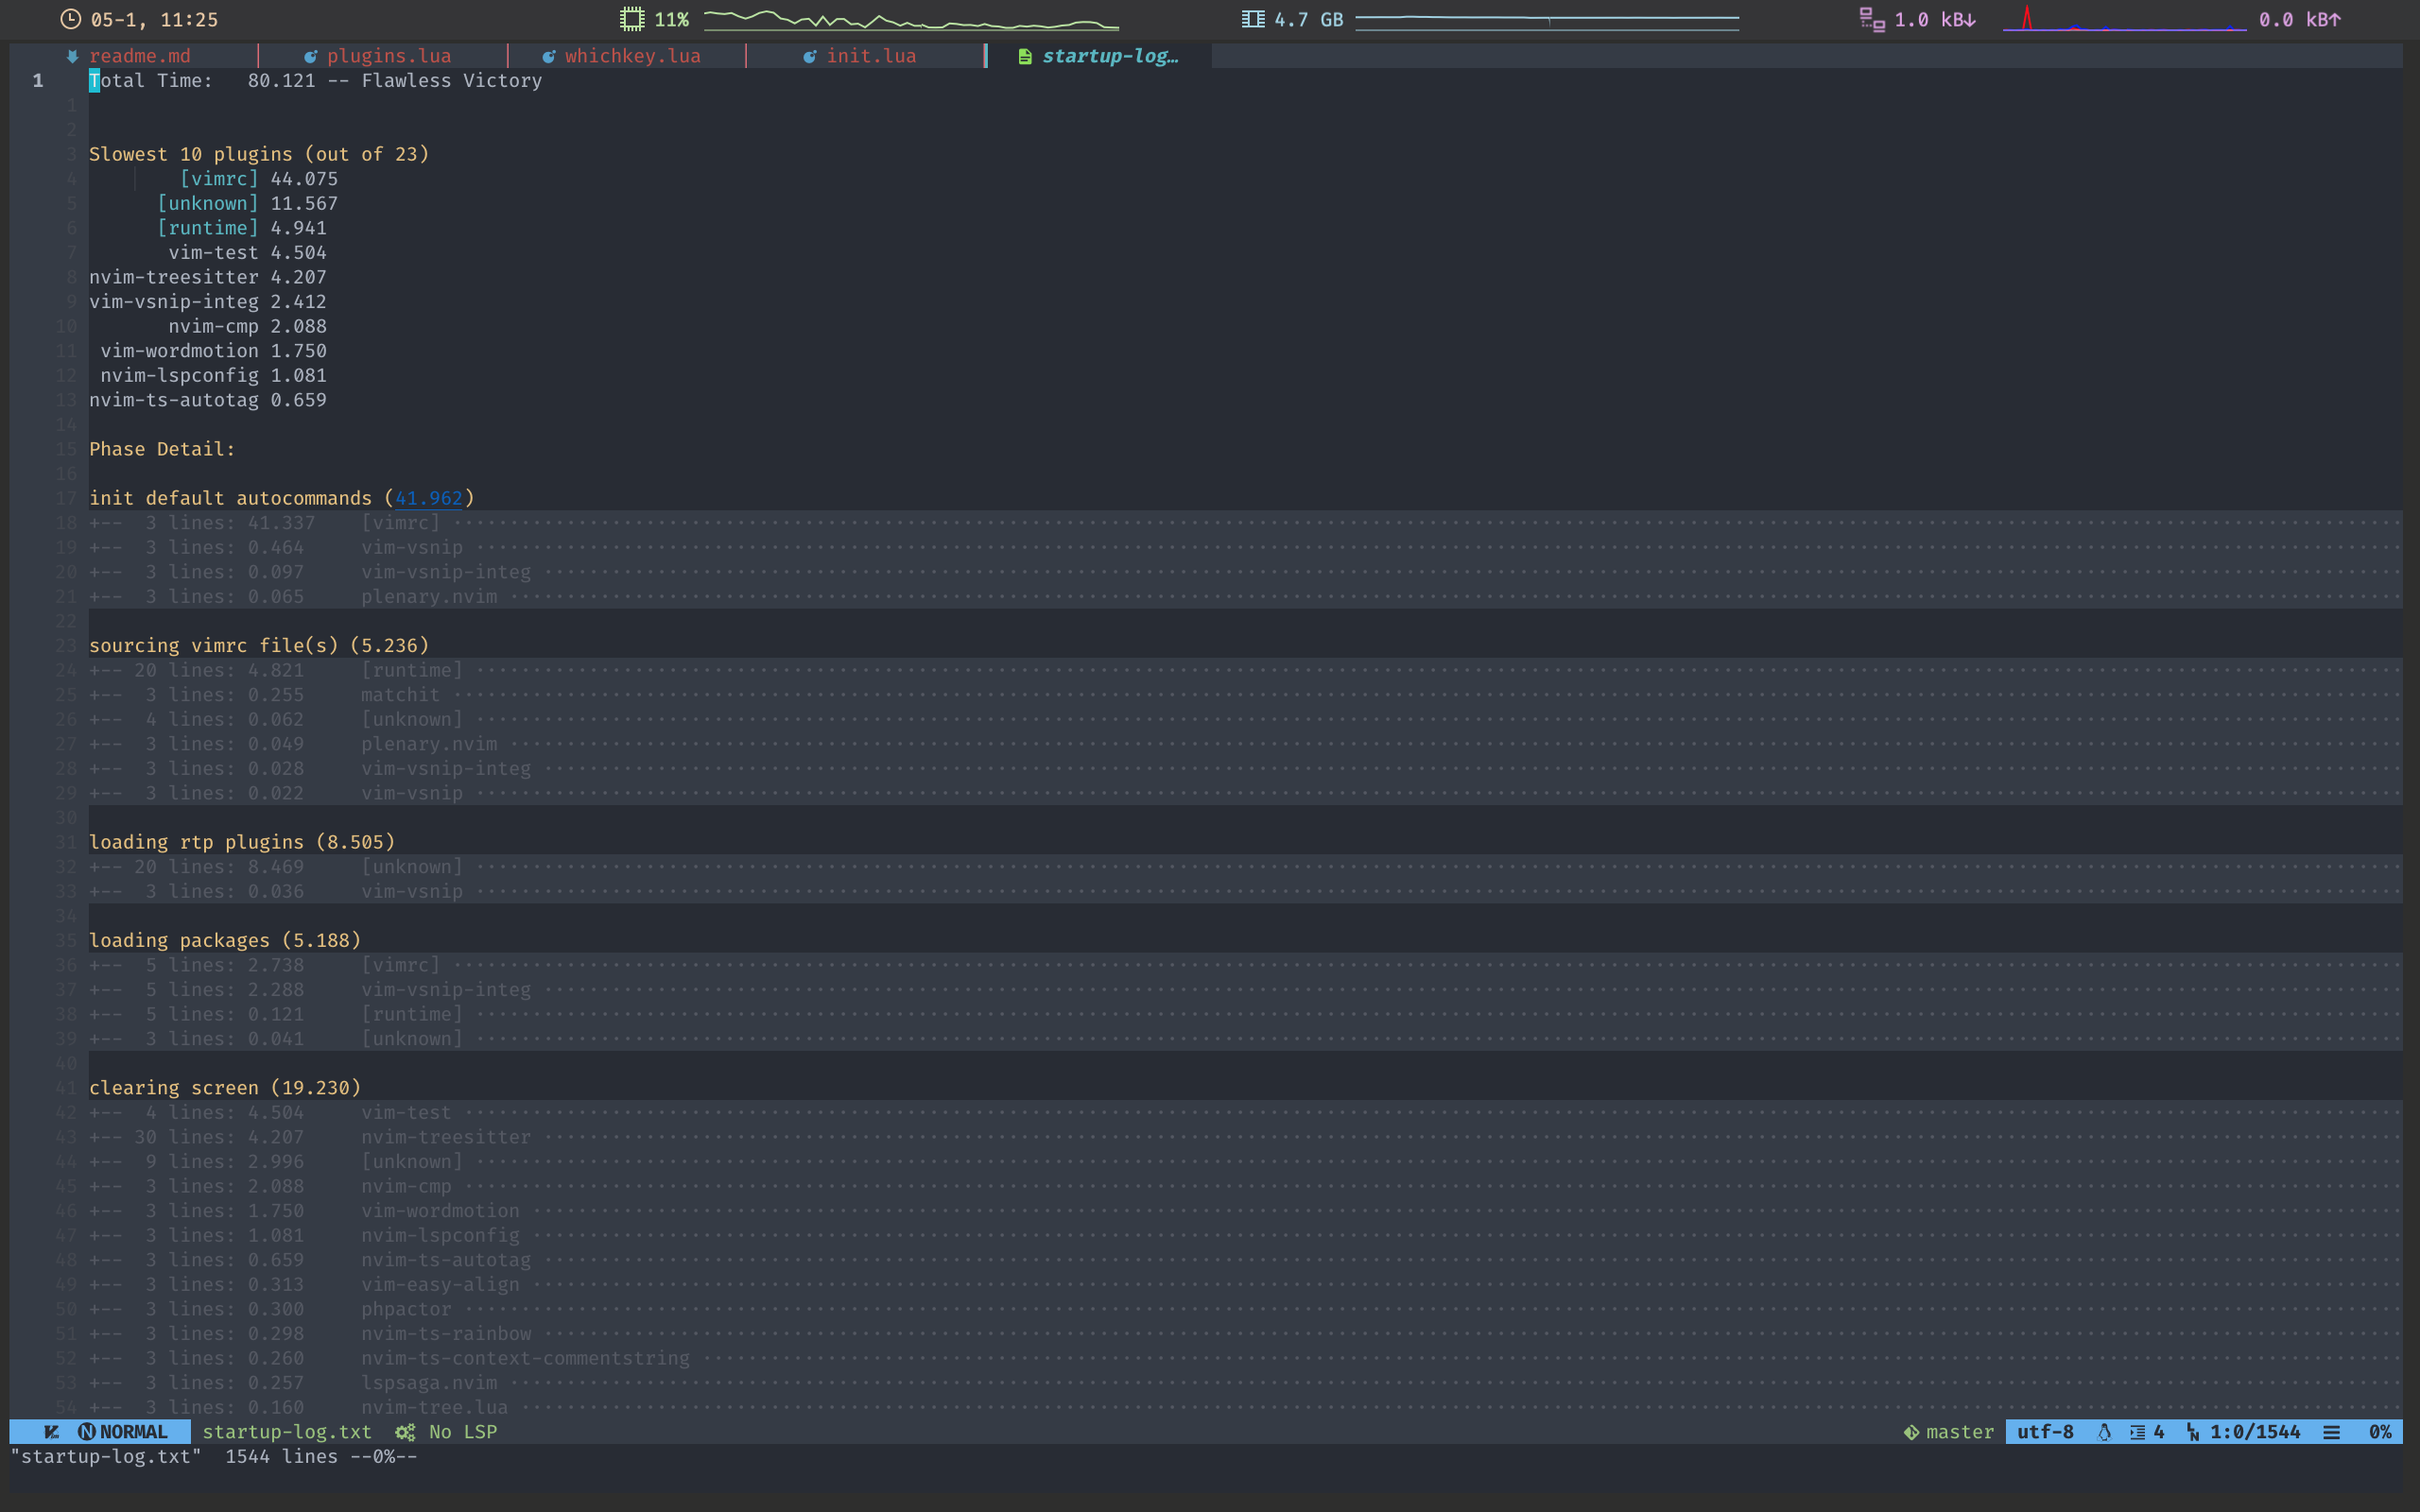 05-1, 11:25 11% 4.7 GB 1.0 kB↓ 0.0 kB↑
readme.md plugins.lua whichkey.lua init.lua startup-log…
1 Total Time: 80.121 -- Flawless Victory
1
2
3 Slowest 10 plugins (out of 23)
4 [vimrc] 44.075
5 [unknown] 11.567
6 [runtime] 4.941
7 vim-test 4.504
8 nvim-treesitter 4.207
9 vim-vsnip-integ 2.412
10 nvim-cmp 2.088
11 vim-wordmotion 1.750
12 nvim-lspconfig 1.081
13 nvim-ts-autotag 0.659
14
15 Phase Detail:
16
17 init default autocommands (41.962)
18 +-- 3 lines: 41.337 [vimrc]
19 +-- 3 lines: 0.464 vim-vsnip
20 +-- 3 lines: 0.097 vim-vsnip-integ
21 +-- 3 lines: 0.065 plenary.nvim
22
23 sourcing vimrc file(s) (5.236)
24 +-- 20 lines: 4.821 [runtime]
25 +-- 3 lines: 0.255 matchit
26 +-- 4 lines: 0.062 [unknown]
27 +-- 3 lines: 0.049 plenary.nvim
28 +-- 3 lines: 0.028 vim-vsnip-integ
29 +-- 3 lines: 0.022 vim-vsnip
30
31 loading rtp plugins (8.505)
32 +-- 20 lines: 8.469 [unknown]
33 +-- 3 lines: 0.036 vim-vsnip
34
35 loading packages (5.188)
36 +-- 5 lines: 2.738 [vimrc]
37 +-- 5 lines: 2.288 vim-vsnip-integ
38 +-- 5 lines: 0.121 [runtime]
39 +-- 3 lines: 0.041 [unknown]
40
41 clearing screen (19.230)
42 +-- 4 lines: 4.504 vim-test
43 +-- 30 lines: 4.207 nvim-treesitter
44 +-- 9 lines: 2.996 [unknown]
45 +-- 3 lines: 2.088 nvim-cmp
46 +-- 3 lines: 1.750 vim-wordmotion
47 +-- 3 lines: 1.081 nvim-lspconfig
48 +-- 3 lines: 0.659 nvim-ts-autotag
49 +-- 3 lines: 0.313 vim-easy-align
50 +-- 3 lines: 0.300 phpactor
51 +-- 3 lines: 0.298 nvim-ts-rainbow
52 +-- 3 lines: 0.260 nvim-ts-context-commentstring
53 +-- 3 lines: 0.257 lspsaga.nvim
54 +-- 3 lines: 0.160 nvim-tree.lua
NORMAL startup-log.txt No LSP master utf-8 4 1:0/1544 0%
"startup-log.txt" 1544 lines --0%--